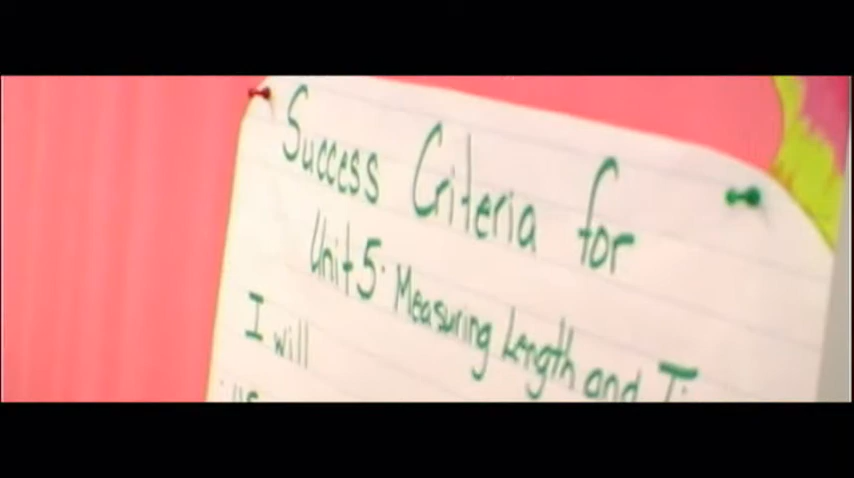 Success Criteria for
Unit 5: Measuring Length and
I will